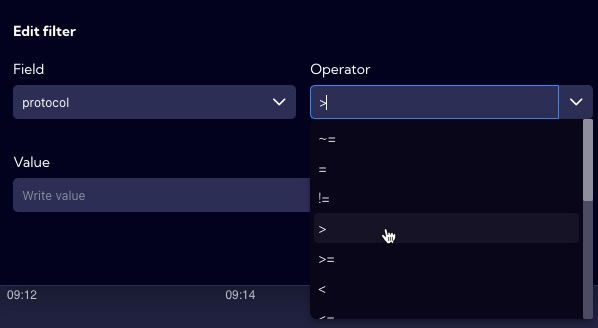 Edit filter
Field
Operator
protocol
>
~=
=
!=
Value
Write value
>
>=
<
<=
09:12
09:14